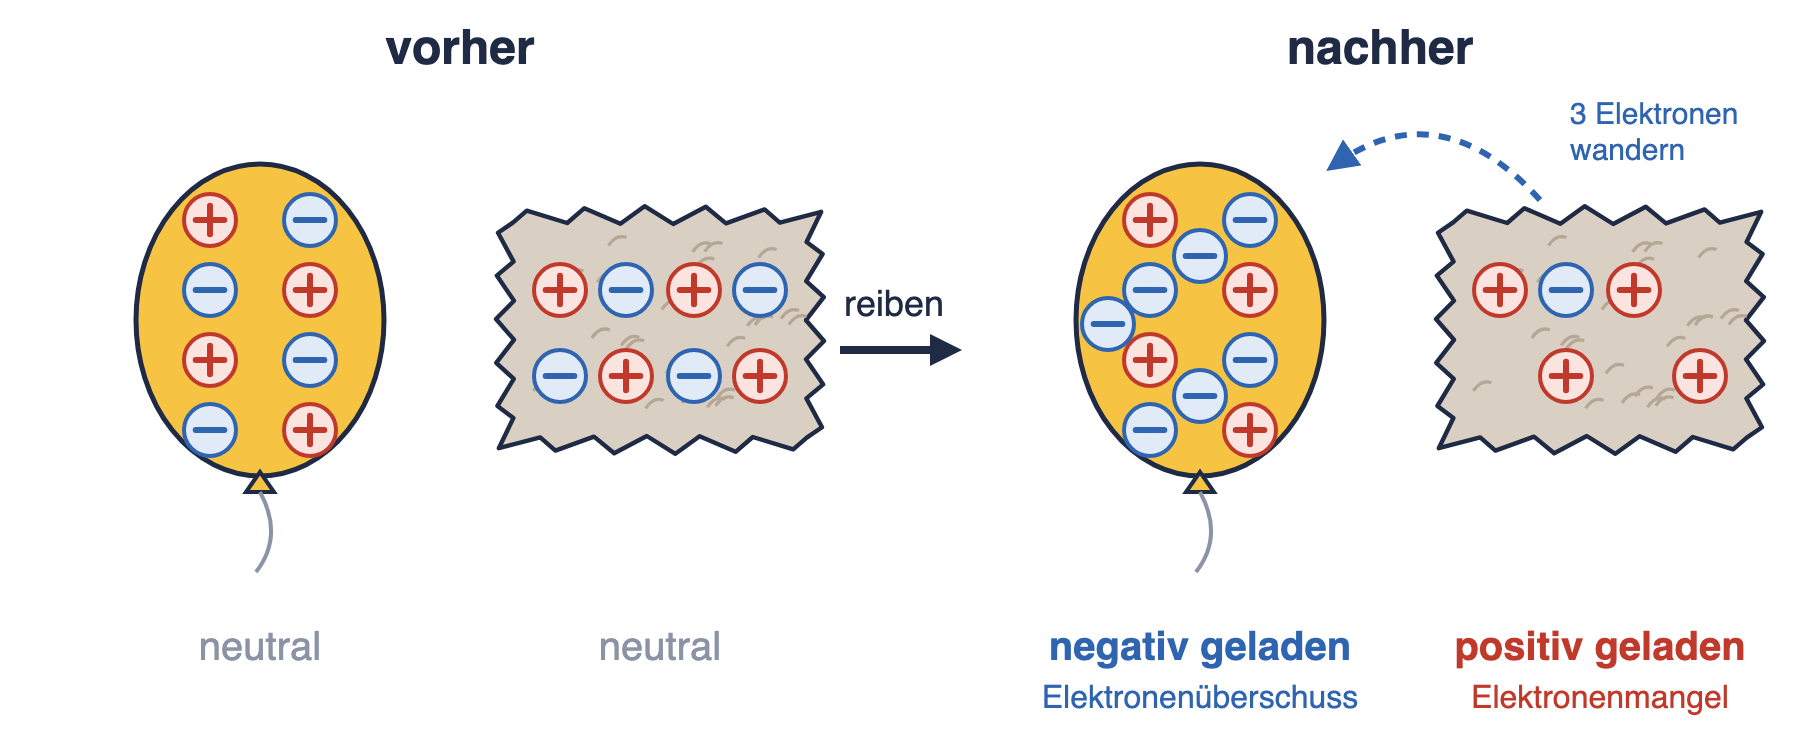 vorher
nachher
3 Elektronen
wandern
reiben
neutral
neutral
negativ geladen
Elektronenüberschuss
positiv geladen
Elektronenmangel